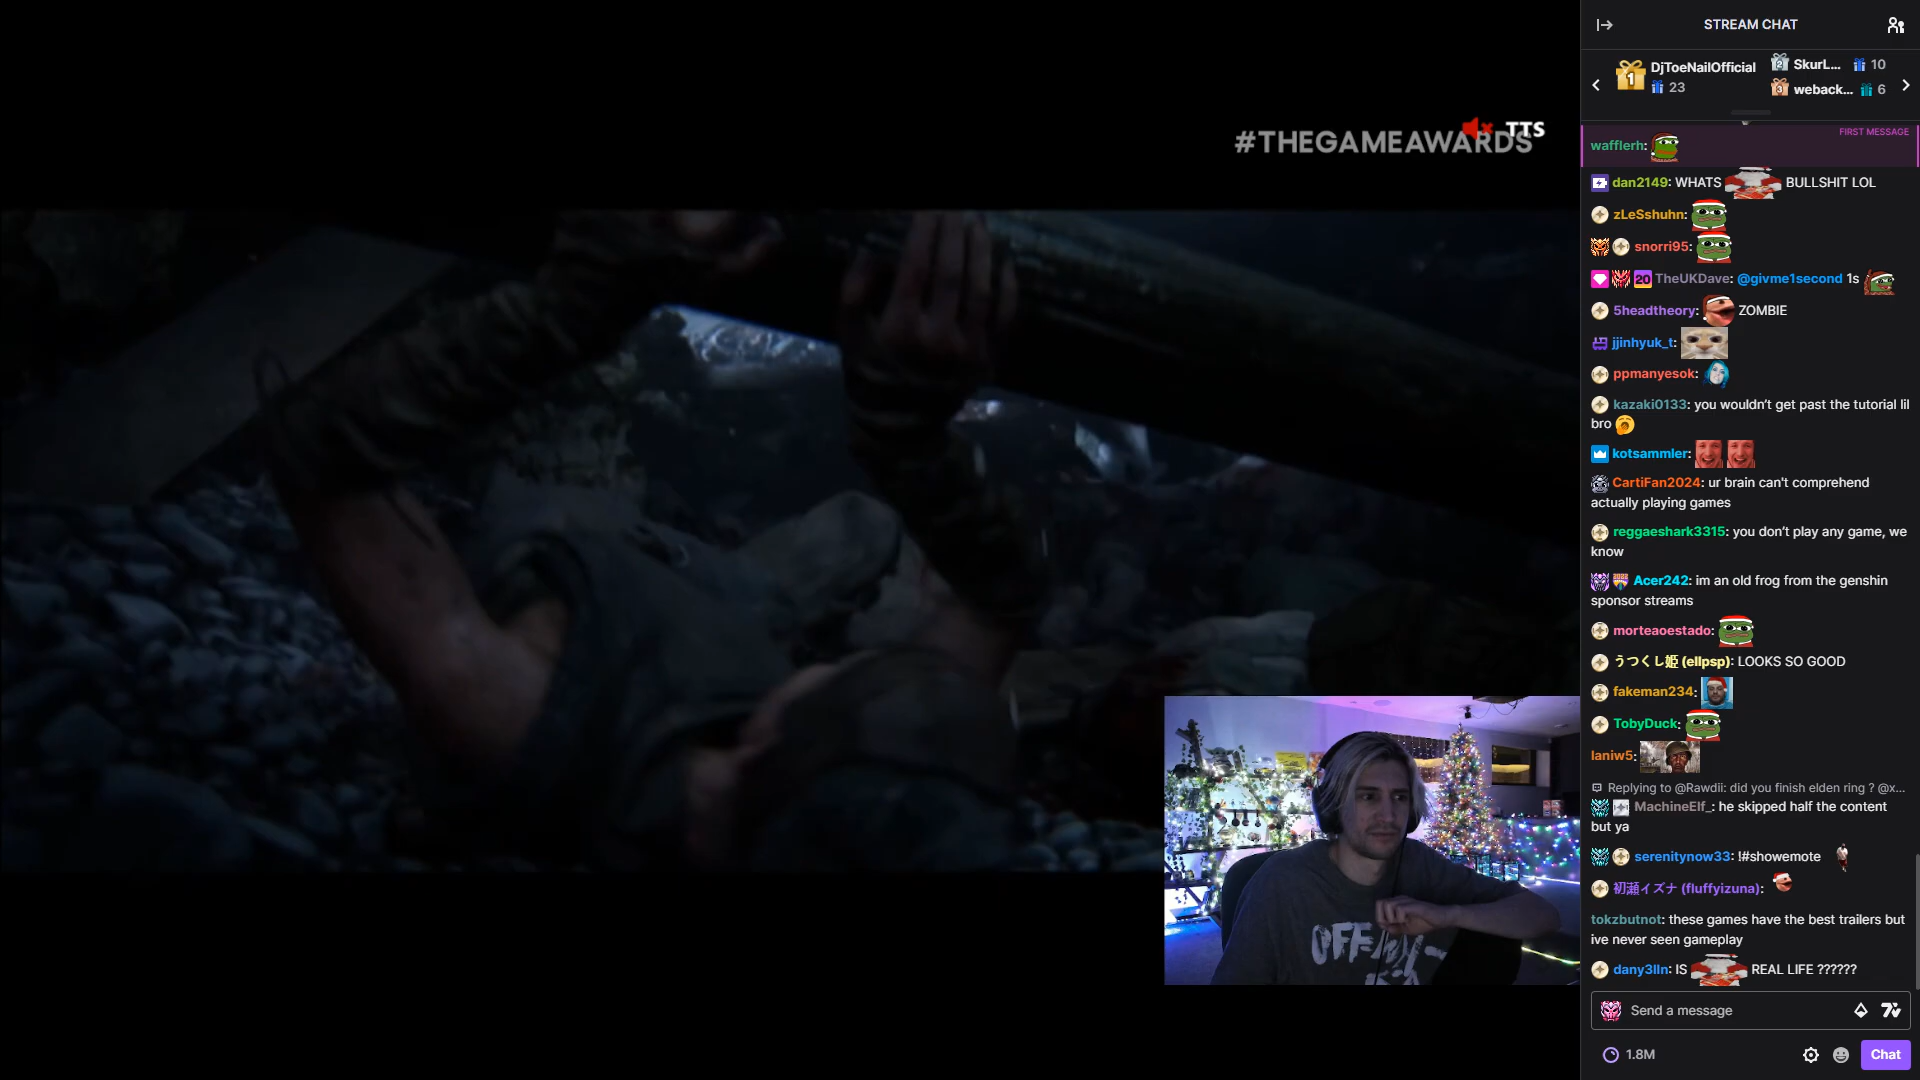 #THEGAMEAWARDS
TTS
OFF
STREAM CHAT
1
DjToeNailOfficial
23
2
SkurL...
10
3
weback...
6
FIRST MESSAGE
wafflerh:
dan2149: WHATS BULLSHIT LOL
zLeSshuhn:
snorri95:
20 TheUKDave: @givme1second 1s
5headtheory: ZOMBIE
jjinhyuk_t:
ppmanyesok:
kazaki0133: you wouldn't get past the tutorial lil
bro
kotsammler:
CartiFan2024: ur brain can't comprehend
actually playing games
reggaeshark3315: you don't play any game, we
know
Acer242: im an old frog from the genshin
sponsor streams
morteaoestado:
うつくし姫 (ellpsp): LOOKS SO GOOD
fakeman234:
TobyDuck:
laniw5:
Replying to @Rawdii: did you finish elden ring ? @x...
MachineElf_: he skipped half the content
but ya
serenitynow33: !#showemote
初瀬イズナ (fluffyizuna):
tokzbutnot: these games have the best trailers but
ive never seen gameplay
dany3lln: IS REAL LIFE ??????
Send a message
1.8M
Chat